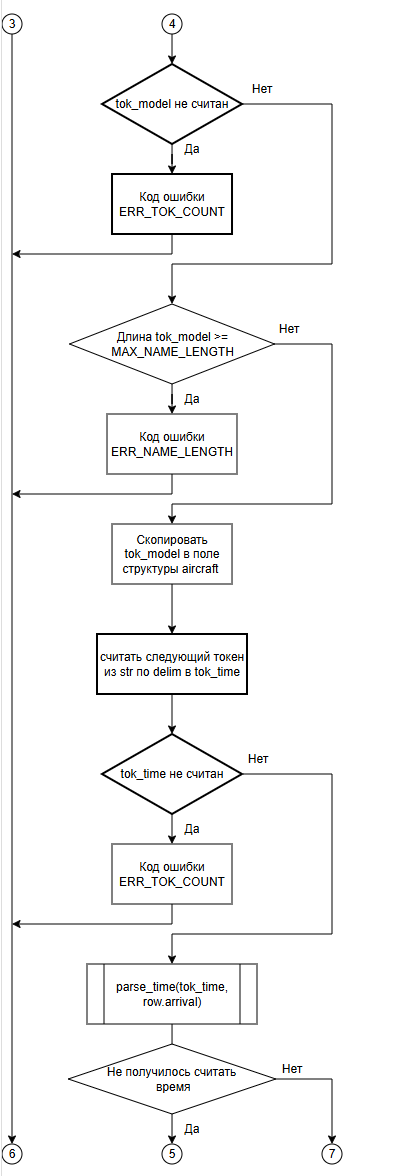 3
4
tok_model не считан
Нет
Да
Код ошибки
ERR_TOK_COUNT
Длина tok_model >=
MAX_NAME_LENGTH
Нет
Да
Код ошибки
ERR_NAME_LENGTH
Скопировать
tok_model в поле
структуры aircraft
считать следующий токен
из str по delim в tok_time
tok_time не считан
Нет
Да
Код ошибки
ERR_TOK_COUNT
parse_time(tok_time,
row.arrival)
Не получилось считать
время
Нет
Да
6
5
7